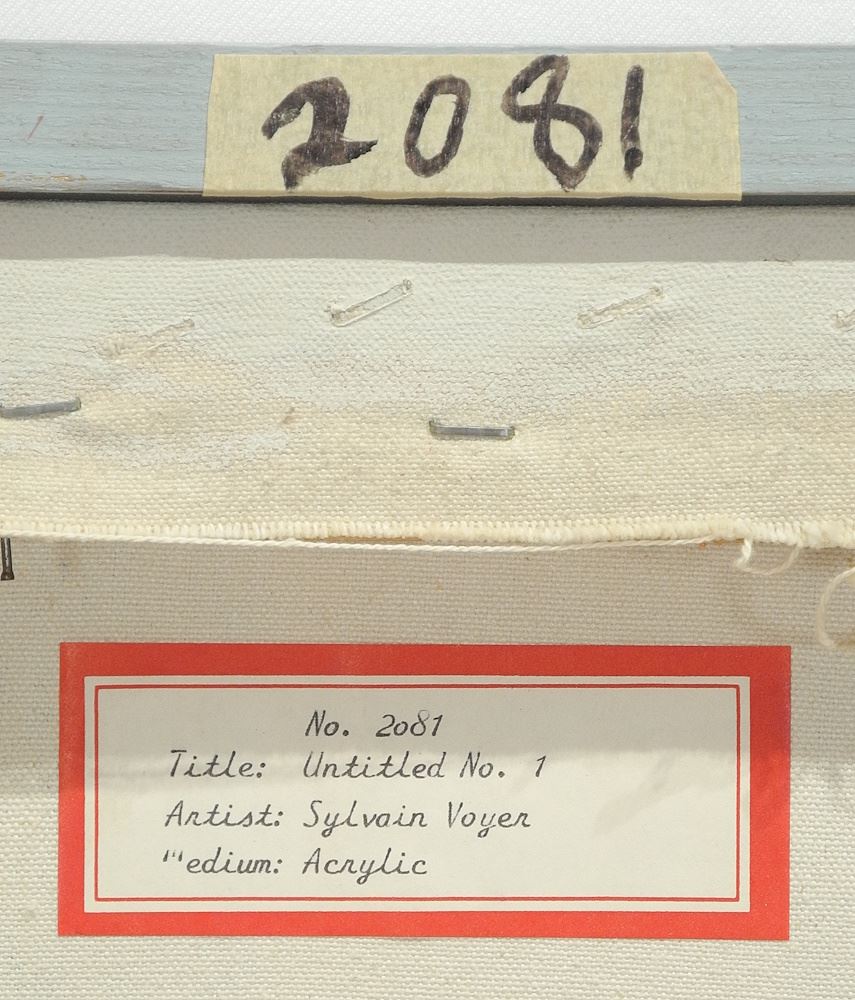 2081
No. 2081
Title: Untitled No. 1
Artist: Sylvain Voyer
Medium: Acrylic